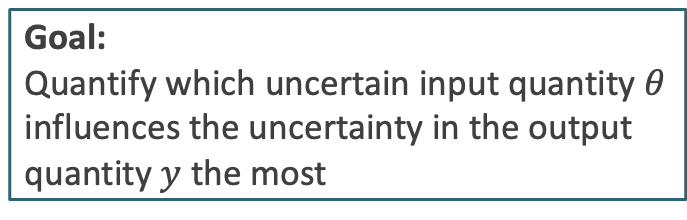 Goal:
Quantify which uncertain input quantity θ
influences the uncertainty in the output
quantity y the most